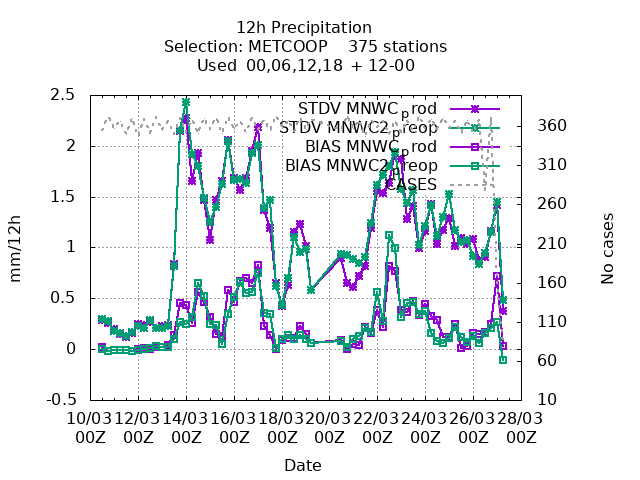 12h Precipitation
Selection: METCOOP    375 stations
Used  00,06,12,18 + 12-00
STDV MNWC_prod
STDV MNWC2_preop
BIAS MNWC_prod
BIAS MNWC2_preop
CASES
2.5
2
1.5
1
0.5
0
-0.5
360
310
260
210
160
110
60
10
mm/12h
No cases
10/03 12/03 14/03 16/03 18/03 20/03 22/03 24/03 26/03 28/03
00Z 00Z 00Z 00Z 00Z 00Z 00Z 00Z 00Z 00Z
Date